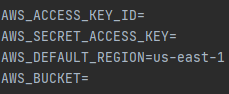 AWS_ACCESS_KEY_ID=
AWS_SECRET_ACCESS_KEY=
AWS_DEFAULT_REGION=us-east-1
AWS_BUCKET=